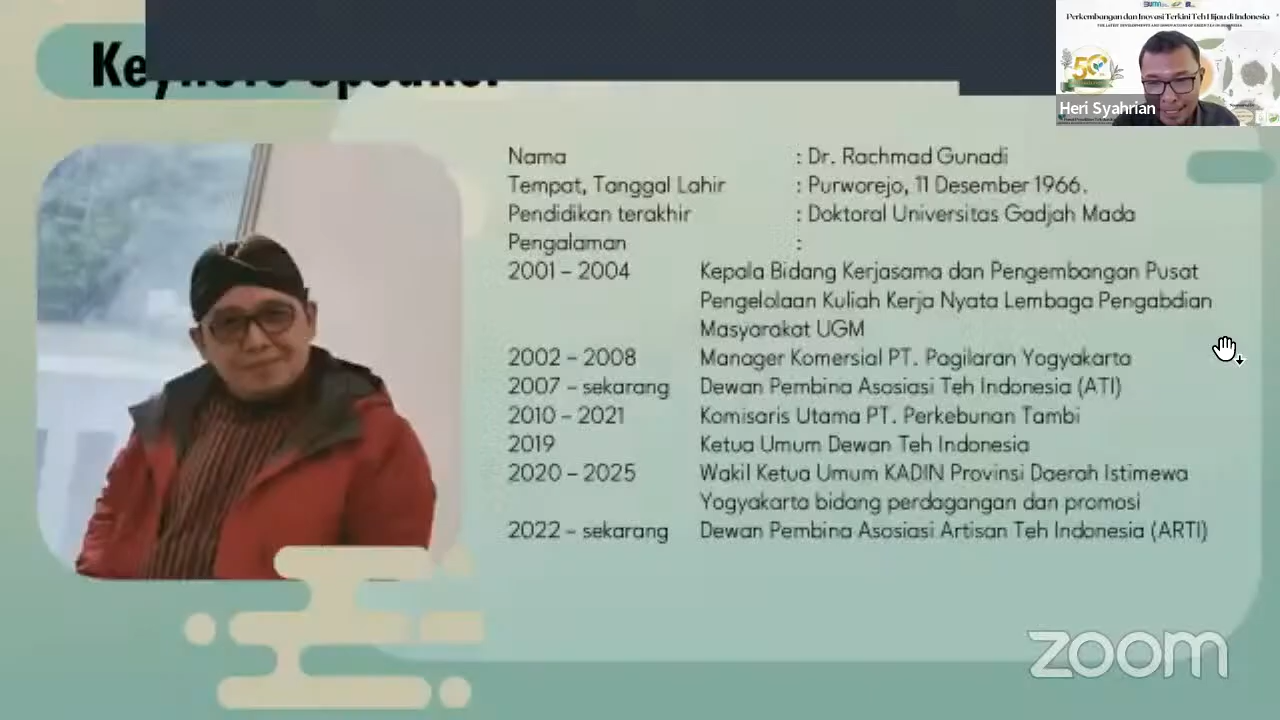 Keynote Speaker
Perkembangan dan Inovasi Terkini Teh Hijau di Indonesia
50
Heri Syahrian
Nama : Dr. Rachmad Gunadi
Tempat, Tanggal Lahir : Purworejo, 11 Desember 1966.
Pendidikan terakhir : Doktoral Universitas Gadjah Mada
Pengalaman :
2001 – 2004 Kepala Bidang Kerjasama dan Pengembangan Pusat
Pengelolaan Kuliah Kerja Nyata Lembaga Pengabdian
Masyarakat UGM
2002 – 2008 Manager Komersial PT. Pagilaran Yogyakarta
2007 – sekarang Dewan Pembina Asosiasi Teh Indonesia (ATI)
2010 – 2021 Komisaris Utama PT. Perkebunan Tambi
2019 Ketua Umum Dewan Teh Indonesia
2020 – 2025 Wakil Ketua Umum KADIN Provinsi Daerah Istimewa
Yogyakarta bidang perdagangan dan promosi
2022 – sekarang Dewan Pembina Asosiasi Artisan Teh Indonesia (ARTI)
zoom